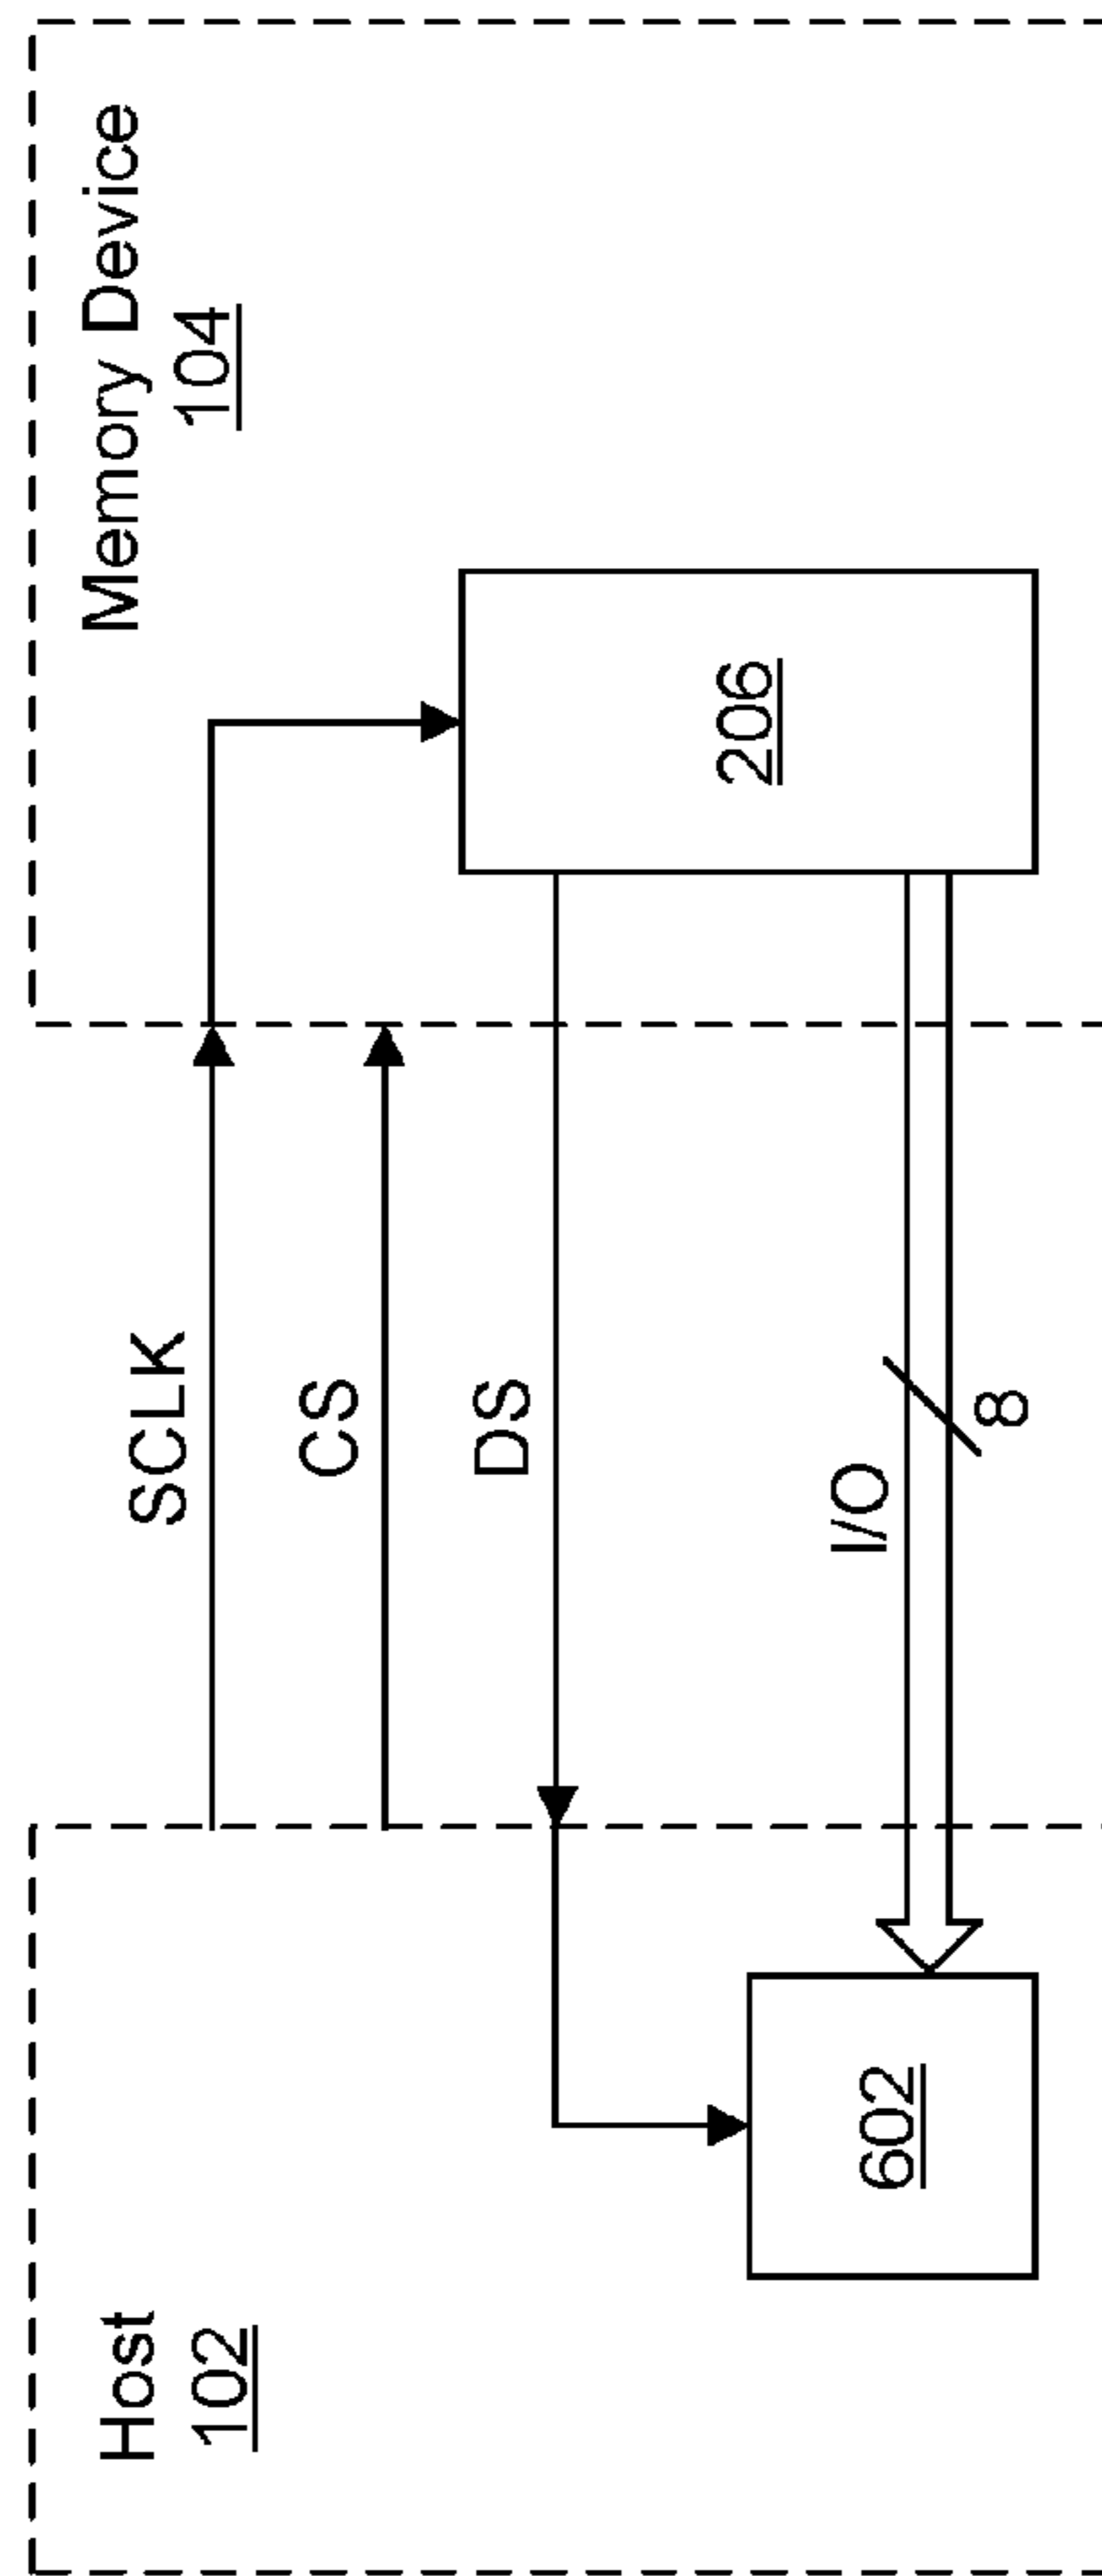 Host
102
Memory Device
104
SCLK
CS
DS
I/O
8
206
602